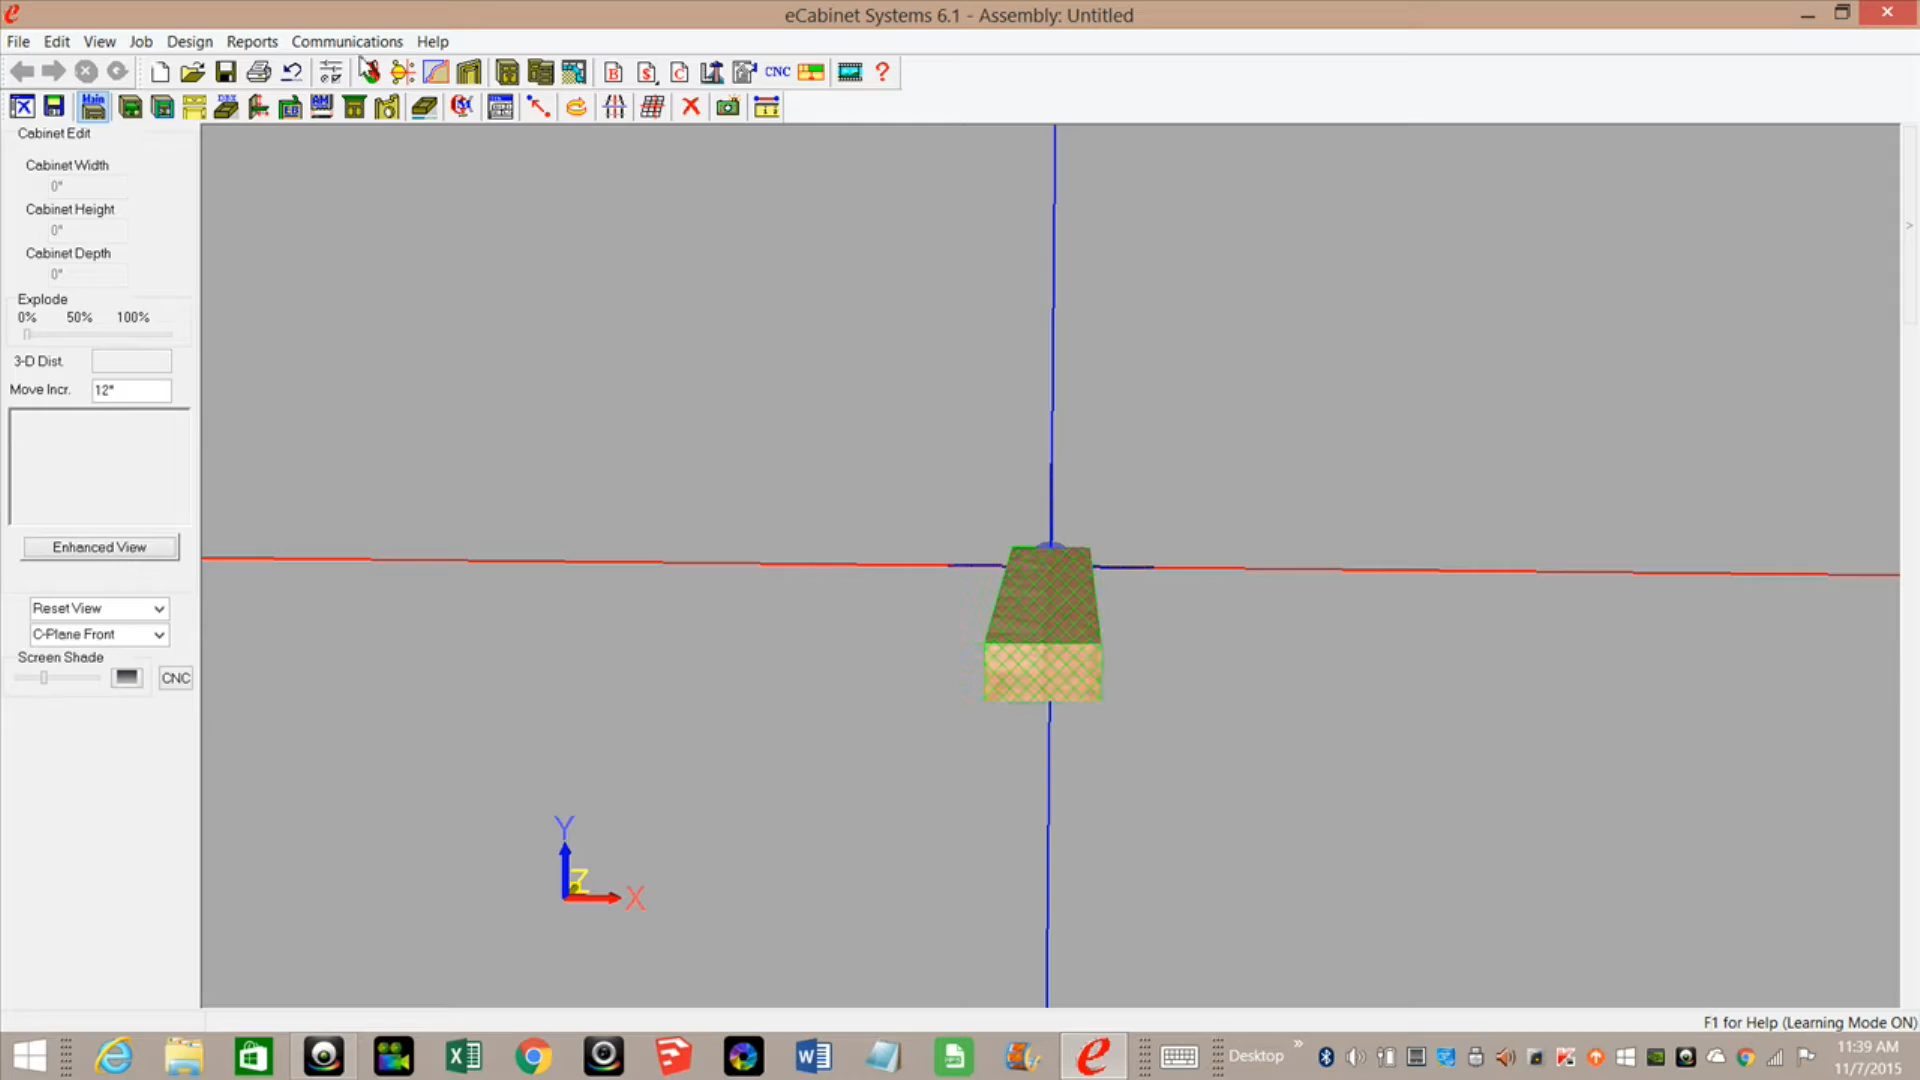 eCabinet Systems 6.1 - Assembly: Untitled
File Edit View Job Design Reports Communications Help
B $ C CNC ?
Main EB
Cabinet Edit
Cabinet Width
0"
Cabinet Height
0"
Cabinet Depth
0"
Explode
0% 50% 100%
3-D Dist.
Move Incr. 12"
Enhanced View
Reset View
C-Plane Front
Screen Shade
CNC
Y
Z
X
F1 for Help (Learning Mode ON)
Desktop
11:39 AM
11/7/2015